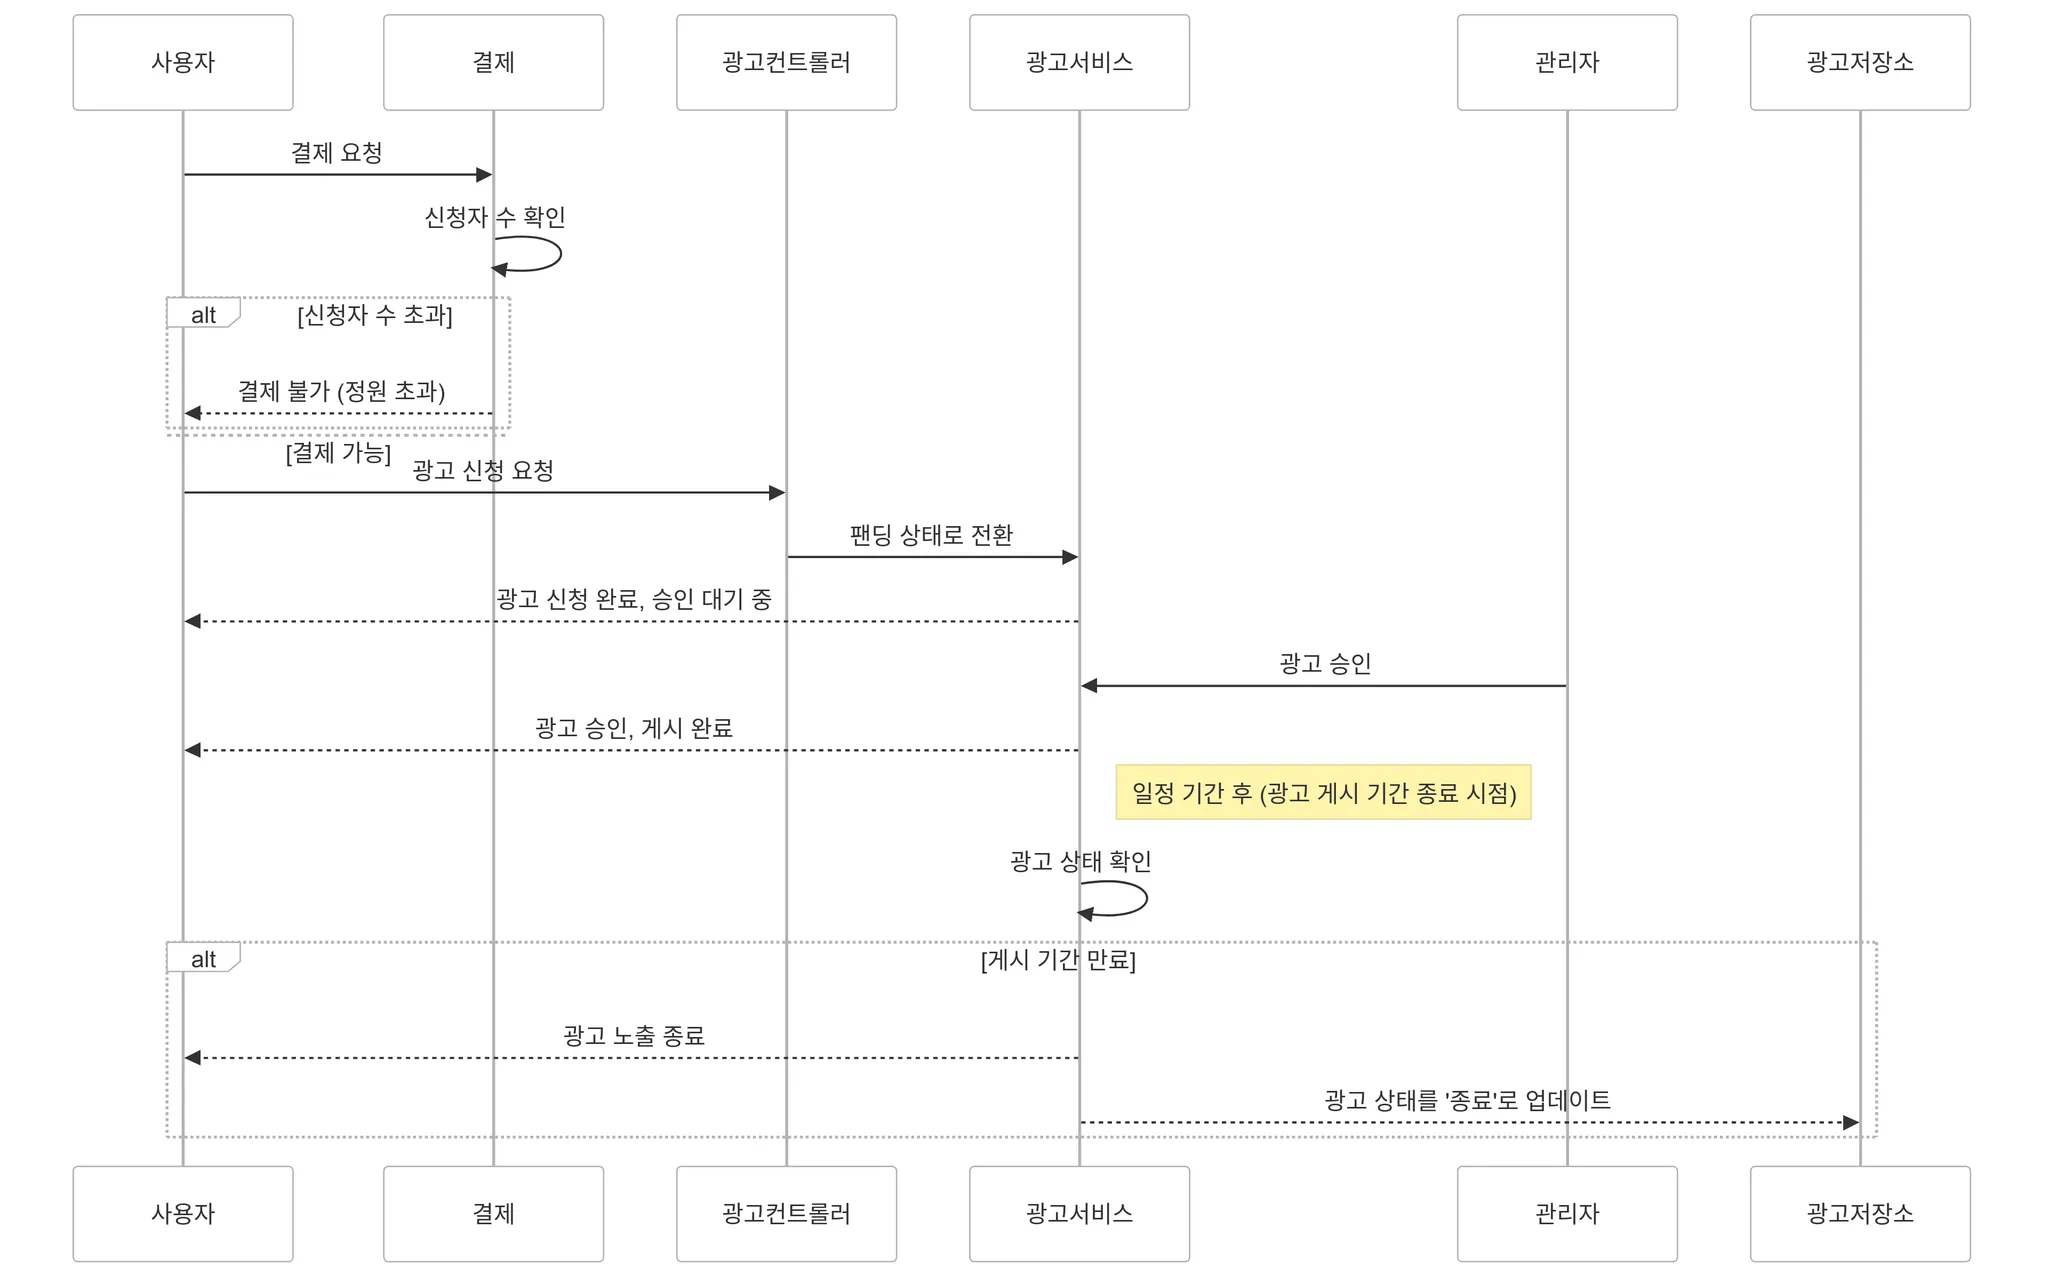 사용자
결제
광고컨트롤러
광고서비스
관리자
광고저장소
결제 요청
신청자 수 확인
alt
[신청자 수 초과]
결제 불가 (정원 초과)
[결제 가능]
광고 신청 요청
팬딩 상태로 전환
광고 신청 완료, 승인 대기 중
광고 승인
광고 승인, 게시 완료
일정 기간 후 (광고 게시 기간 종료 시점)
광고 상태 확인
alt
[게시 기간 만료]
광고 노출 종료
광고 상태를 '종료'로 업데이트
사용자
결제
광고컨트롤러
광고서비스
관리자
광고저장소